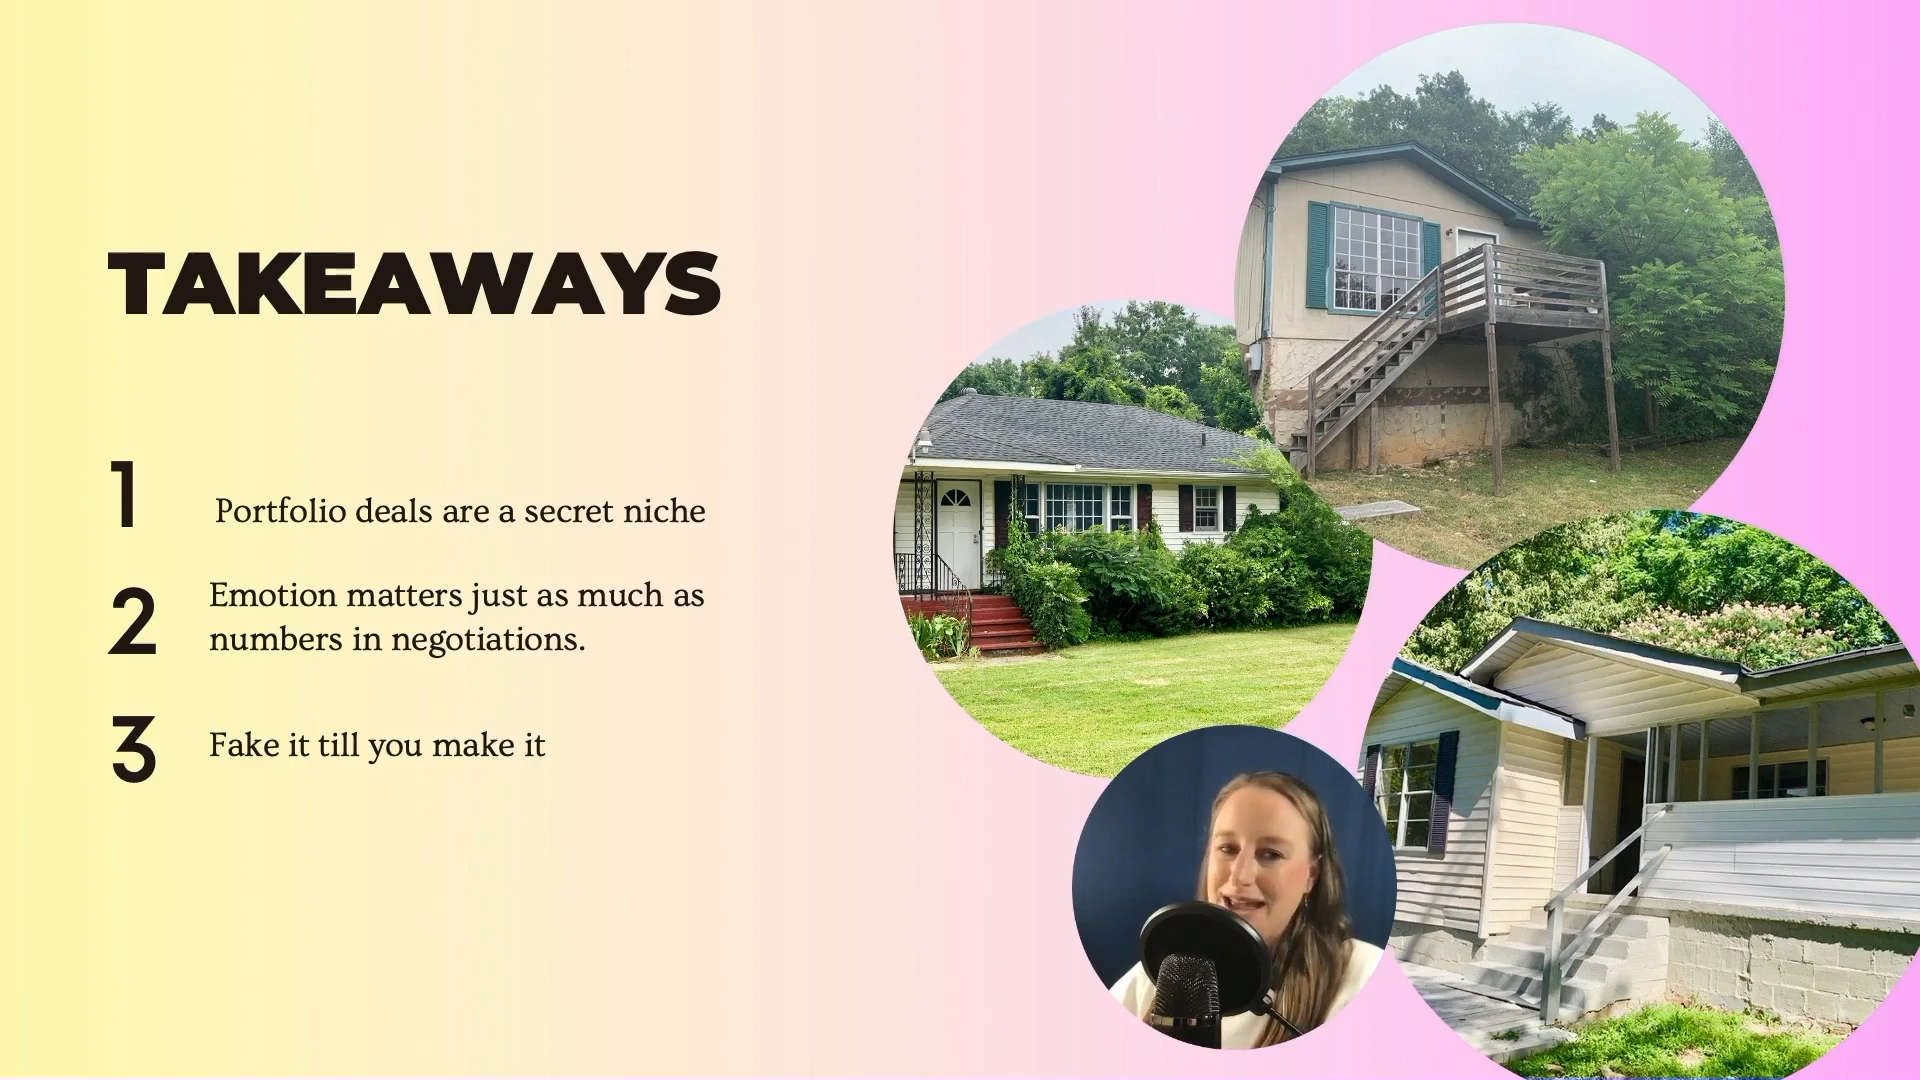 TAKEAWAYS
1 Portfolio deals are a secret niche
2 Emotion matters just as much as
numbers in negotiations.
3 Fake it till you make it